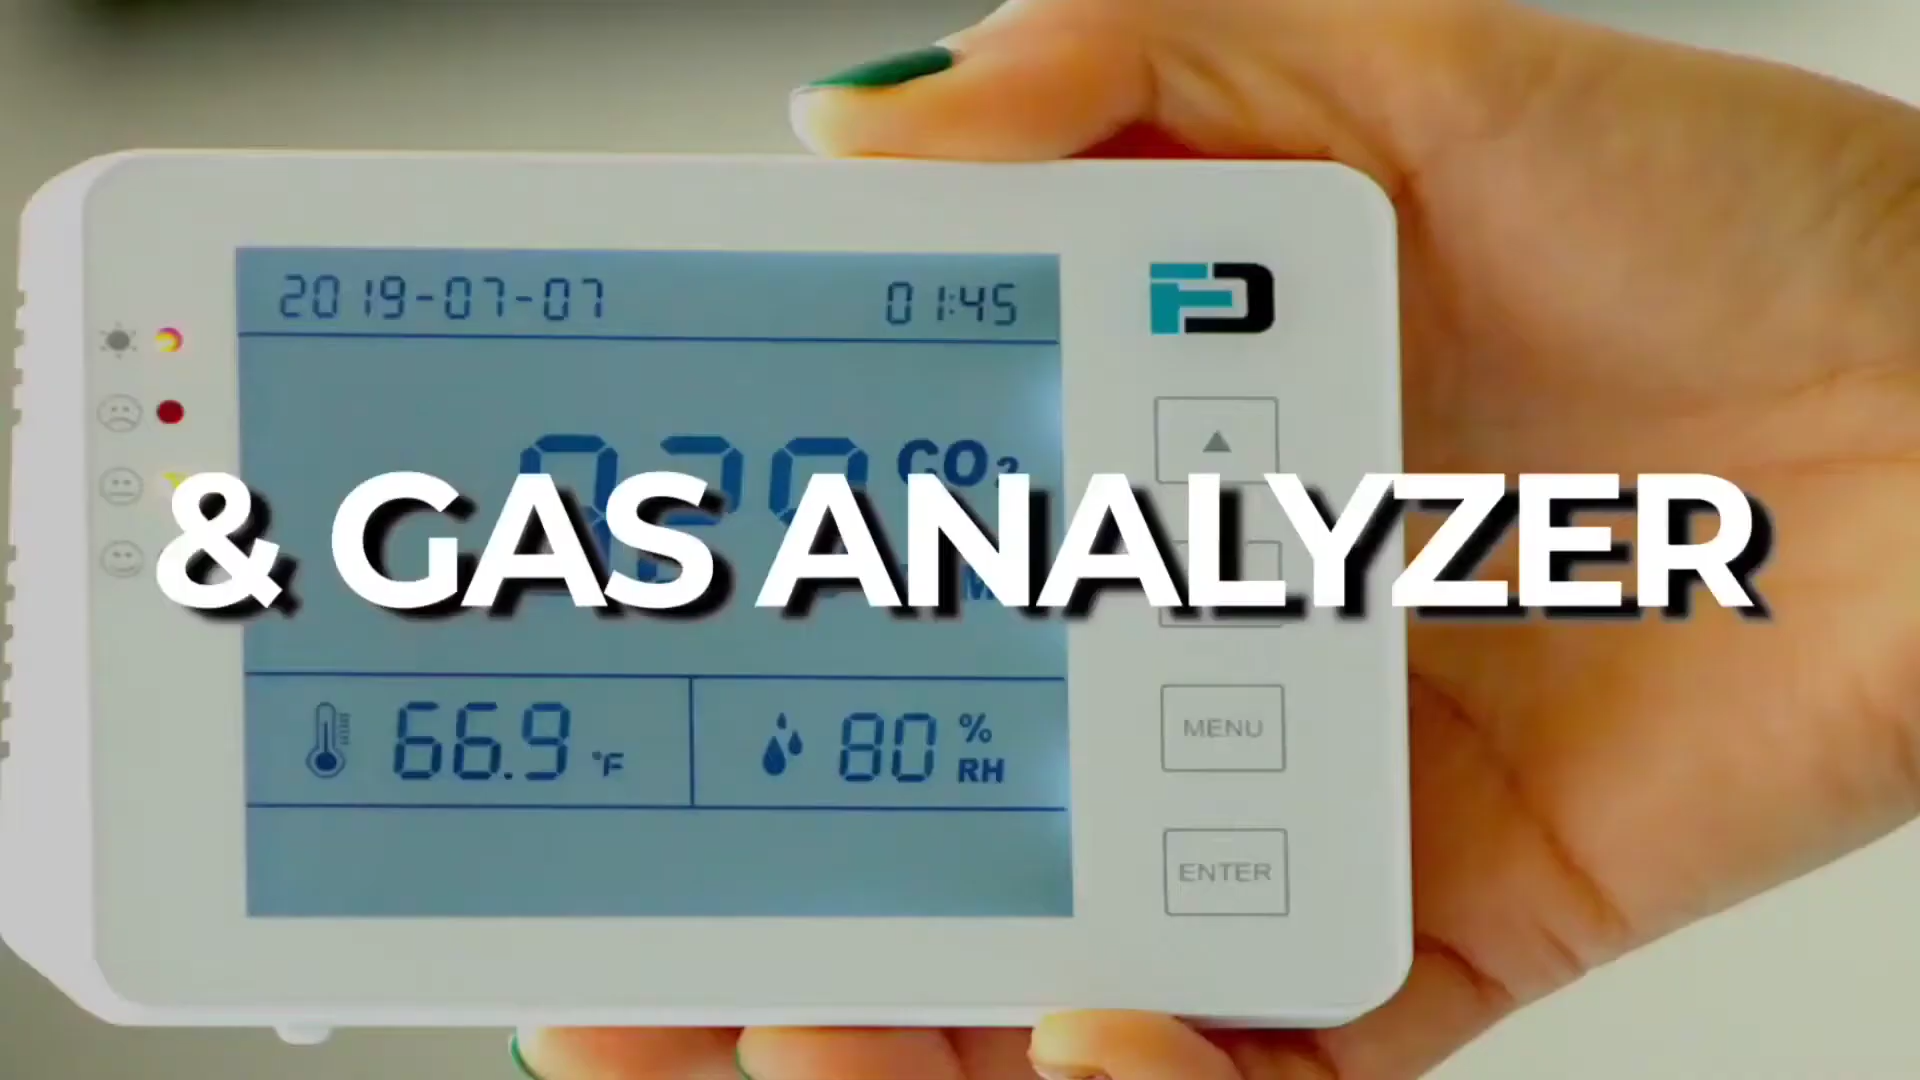 2019-07-07 01:45
CO₂
& GAS ANALYZER
66.9 °F 80 % RH
MENU
ENTER